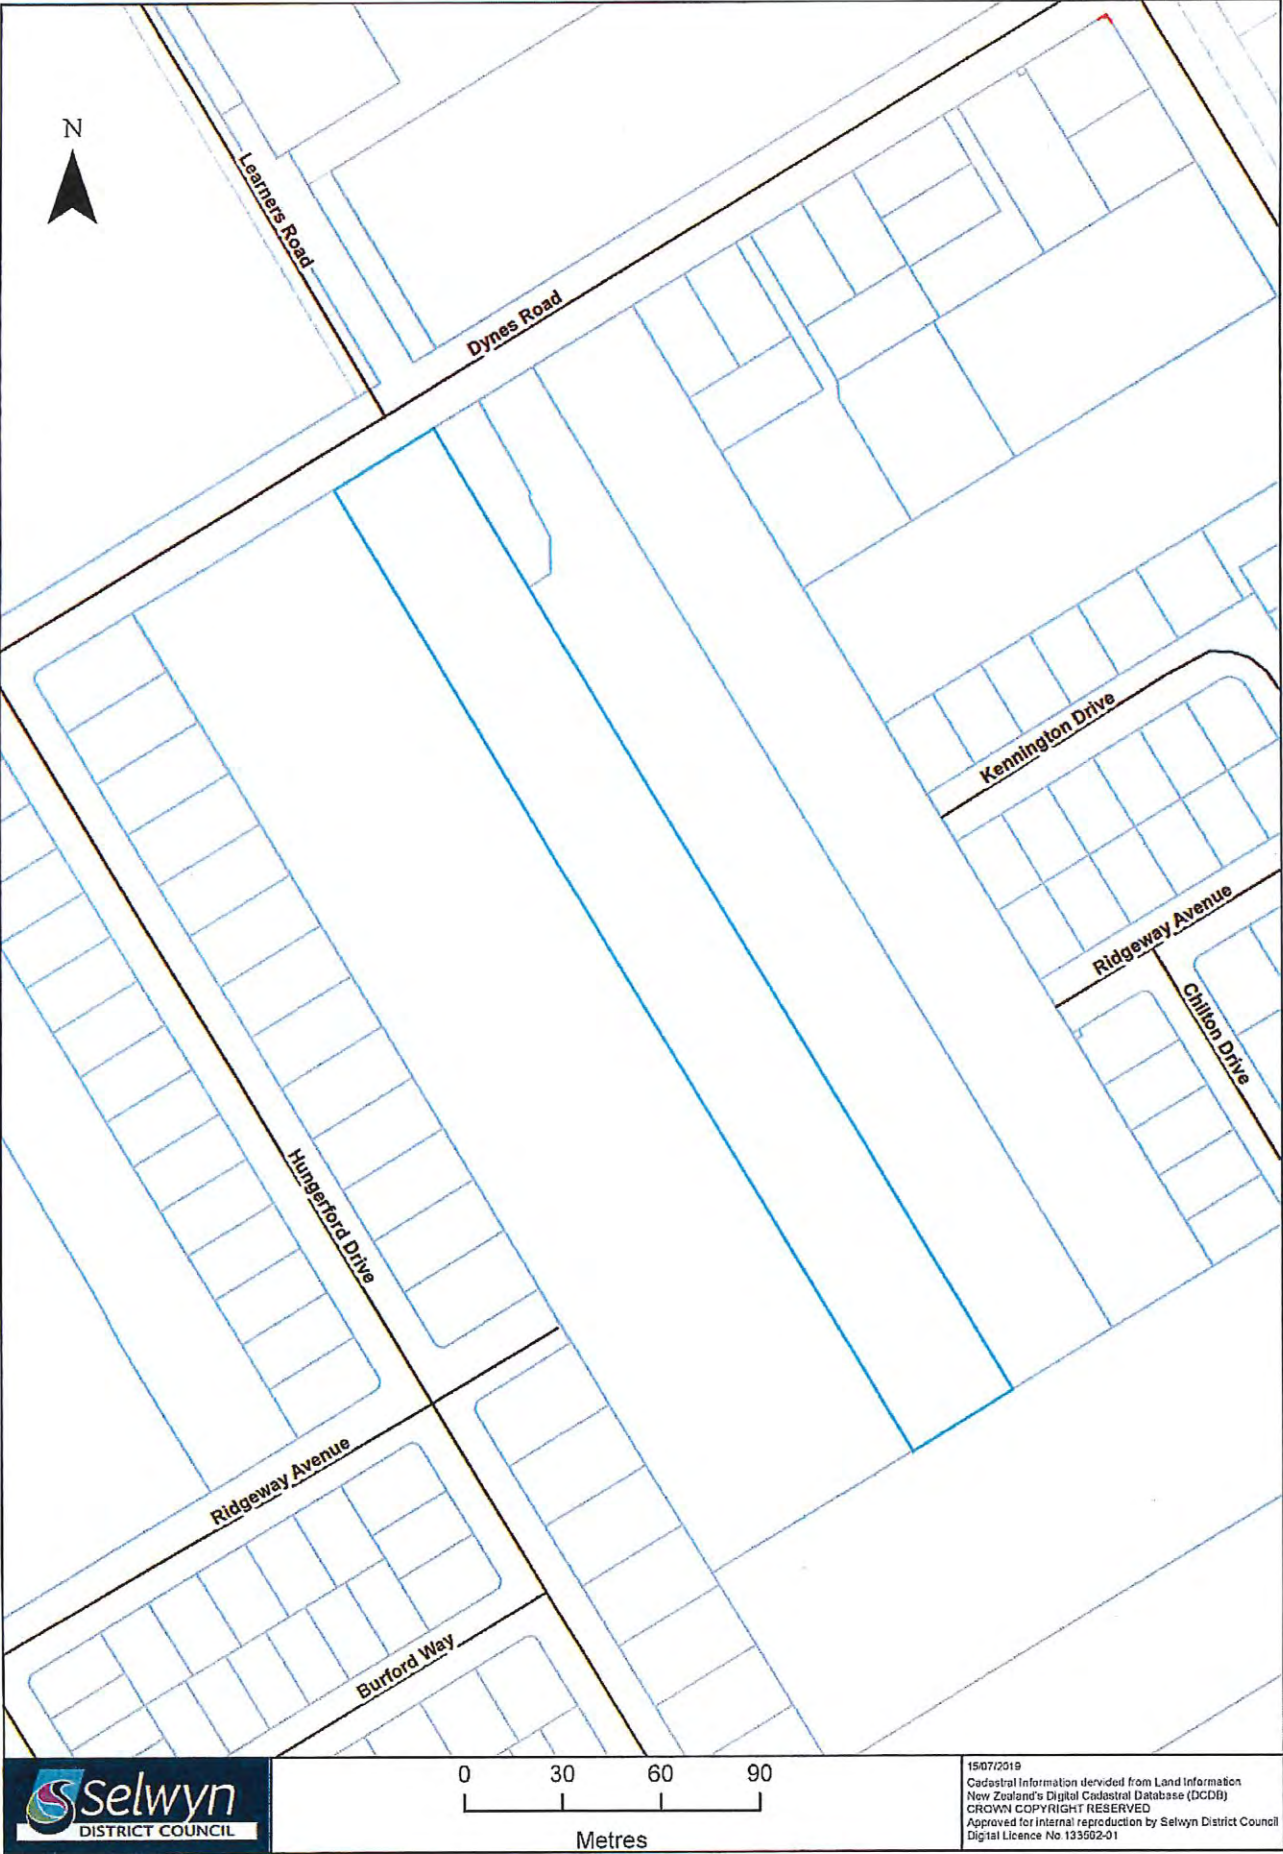 N
Learners Road
Dynes Road
Kennington Drive
Ridgeway Avenue
Chilton Drive
Hungerford Drive
Ridgeway Avenue
Burford Way
Selwyn
DISTRICT COUNCIL
0 30 60 90
Metres
15/07/2019
Cadastral Information dervided from Land Information
New Zealand's Digital Cadastral Database (DCDB)
CROWN COPYRIGHT RESERVED
Approved for internal reproduction by Selwyn District Council
Digital Licence No.133502-01